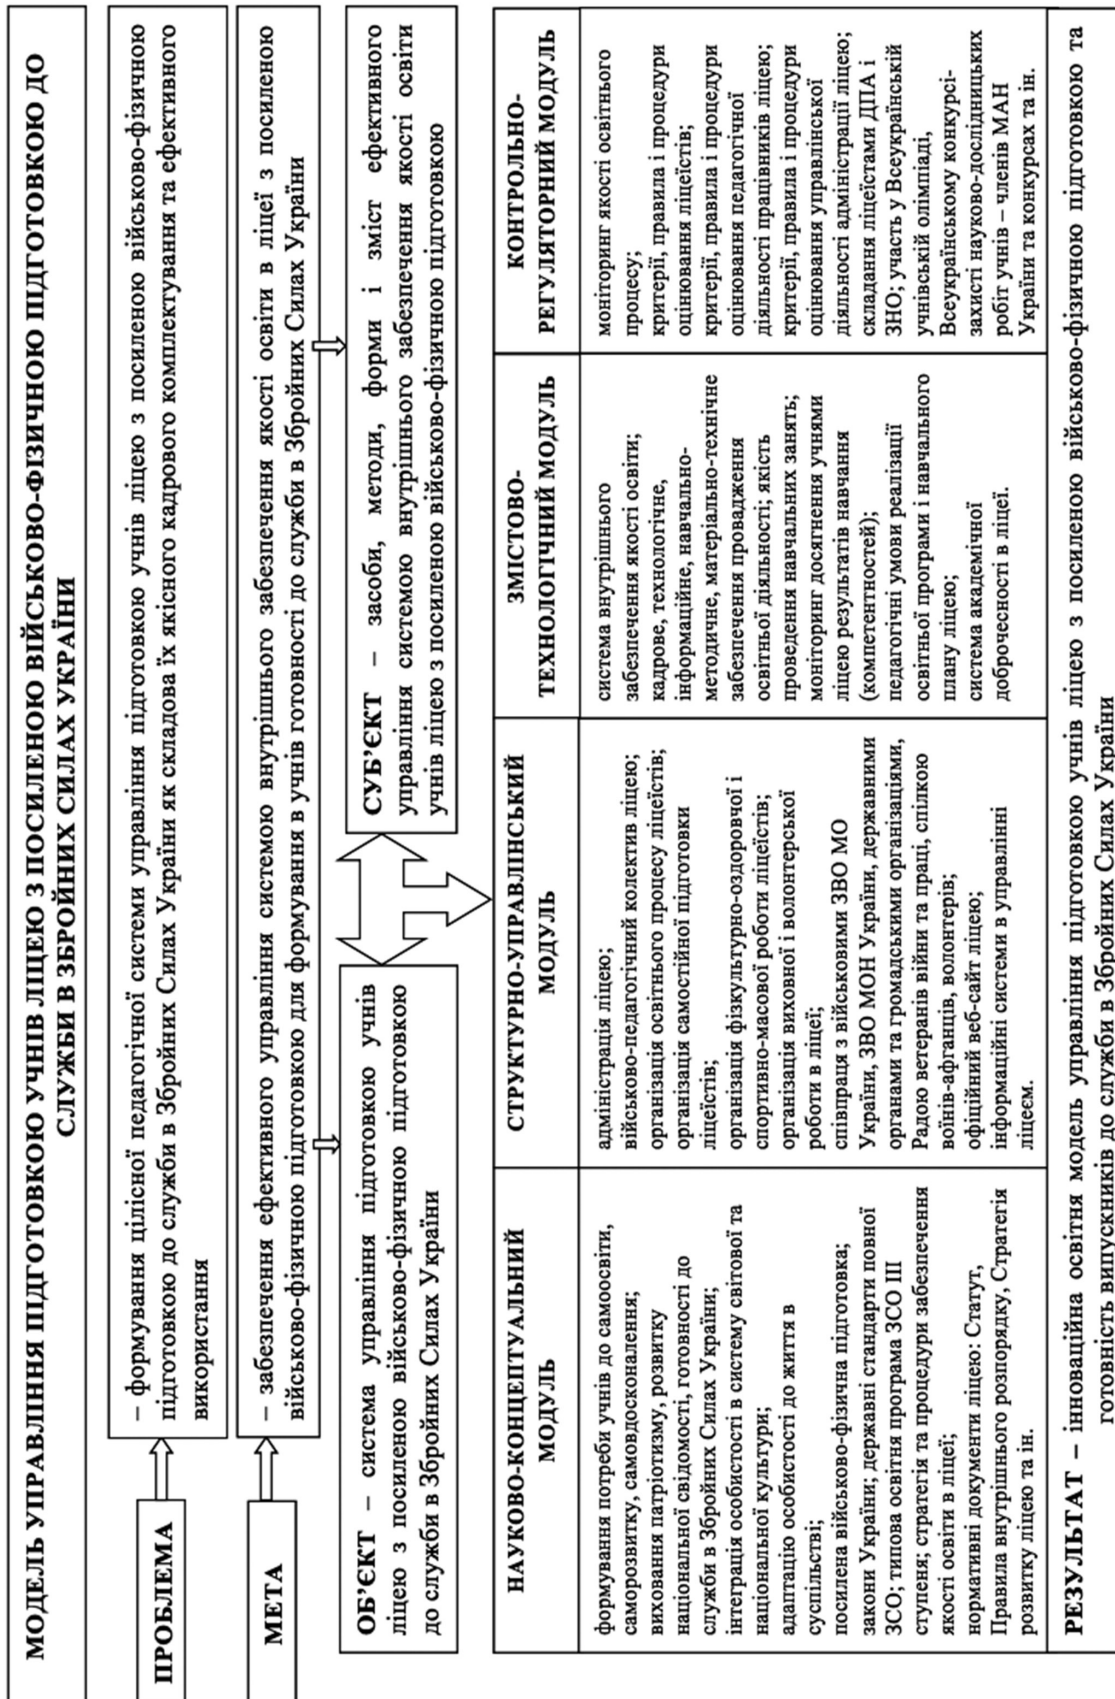 МОДЕЛЬ УПРАВЛІННЯ ПІДГОТОВКОЮ УЧНІВ ЛІЦЕЮ З ПОСИЛЕНОЮ ВІЙСЬКОВО-ФІЗИЧНОЮ ПІДГОТОВКОЮ ДО
СЛУЖБИ В ЗБРОЙНИХ СИЛАХ УКРАЇНИ
ПРОБЛЕМА
– формування цілісної педагогічної системи управління підготовкою учнів ліцею з посиленою військово-фізичною
підготовкою до служби в Збройних Силах України як складова їх якісного кадрового комплектування та ефективного
використання
МЕТА
– забезпечення ефективного управління системою внутрішнього забезпечення якості освіти в ліцеї з посиленою
військово-фізичною підготовкою для формування в учнів готовності до служби в Збройних Силах України
ОБ’ЄКТ – система управління підготовкою учнів
ліцею з посиленою військово-фізичною підготовкою
до служби в Збройних Силах України
СУБ’ЄКТ – засоби, методи, форми і зміст ефективного
управління системою внутрішнього забезпечення якості освіти
учнів ліцею з посиленою військово-фізичною підготовкою
НАУКОВО-КОНЦЕПТУАЛЬНИЙ
МОДУЛЬ
формування потреби учнів до самоосвіти,
саморозвитку, самовдосконалення;
виховання патріотизму, розвитку
національної свідомості, готовності до
служби в Збройних Силах України;
інтеграція особистості в систему світової та
національної культури;
адаптацію особистості до життя в
суспільстві;
посилена військово-фізична підготовка;
закони України; державні стандарти повної
ЗСО; типова освітня програма ЗСО ІІІ
ступеня; стратегія та процедури забезпечення
якості освіти в ліцеї;
нормативні документи ліцею: Статут,
Правила внутрішнього розпорядку, Стратегія
розвитку ліцею та ін.
СТРУКТУРНО-УПРАВЛІНСЬКИЙ
МОДУЛЬ
адміністрація ліцею;
військово-педагогічний колектив ліцею;
організація освітнього процесу ліцеїстів;
організація самостійної підготовки
ліцеїстів;
організація фізкультурно-оздоровчої і
спортивно-масової роботи ліцеїстів;
організація виховної і волонтерської
роботи в ліцеї;
співпраця з військовими ЗВО МО
України, ЗВО МОН України, державними
органами та громадськими організаціями,
Радою ветеранів війни та праці, спілкою
воїнів-афганців, волонтерів;
офіційний веб-сайт ліцею;
інформаційні системи в управлінні
ліцеєм.
ЗМІСТОВО-
ТЕХНОЛОГІЧНИЙ МОДУЛЬ
система внутрішнього
забезпечення якості освіти;
кадрове, технологічне,
інформаційне, навчально-
методичне, матеріально-технічне
забезпечення провадження
освітньої діяльності; якість
проведення навчальних занять;
моніторинг досягнення учнями
ліцею результатів навчання
(компетентностей);
педагогічні умови реалізації
освітньої програми і навчального
плану ліцею;
система академічної
доброчесності в ліцеї.
КОНТРОЛЬНО-
РЕГУЛЯТОРНИЙ МОДУЛЬ
моніторинг якості освітнього
процесу;
критерії, правила і процедури
оцінювання ліцеїстів;
критерії, правила і процедури
оцінювання педагогічної
діяльності працівників ліцею;
критерії, правила і процедури
оцінювання управлінської
діяльності адміністрації ліцею;
складання ліцеїстами ДПА і
ЗНО; участь у Всеукраїнській
учнівській олімпіаді,
Всеукраїнському конкурсі-
захисті науково-дослідницьких
робіт учнів – членів МАН
України та конкурсах та ін.
РЕЗУЛЬТАТ – інноваційна освітня модель управління підготовкою учнів ліцею з посиленою військово-фізичною підготовкою та
готовність випускників до служби в Збройних Силах України